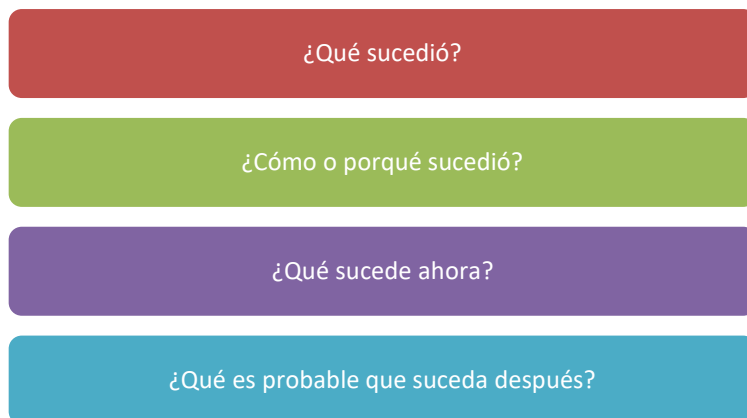 ¿Qué sucedió?
¿Cómo o porqué sucedió?
¿Qué sucede ahora?
¿Qué es probable que suceda después?